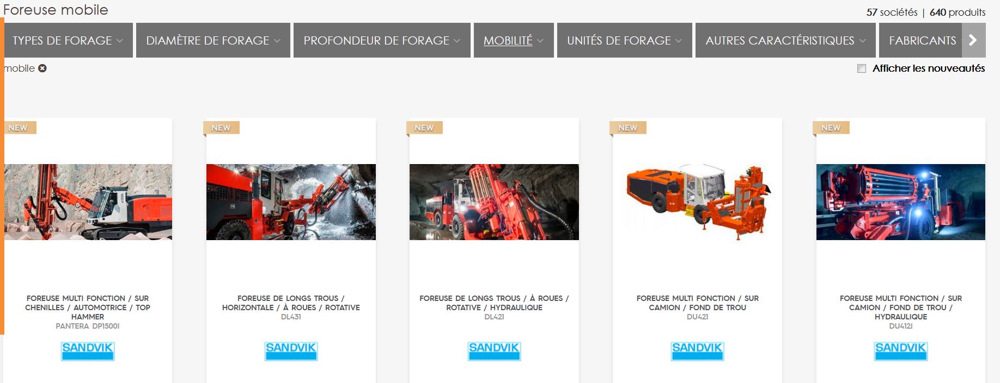 Foreuse mobile
57 sociétés | 640 produits
TYPES DE FORAGE
DIAMÈTRE DE FORAGE
PROFONDEUR DE FORAGE
MOBILITÉ
UNITÉS DE FORAGE
AUTRES CARACTÉRISTIQUES
FABRICANTS
mobile
Afficher les nouveautés
NEW
FOREUSE MULTI FONCTION / SUR
CHENILLES / AUTOMOTRICE / TOP
HAMMER
PANTERA DP1500I
SANDVIK
NEW
FOREUSE DE LONGS TROUS /
HORIZONTALE / À ROUES / ROTATIVE
DL431
SANDVIK
NEW
FOREUSE DE LONGS TROUS / À ROUES /
ROTATIVE / HYDRAULIQUE
DL421
SANDVIK
NEW
FOREUSE MULTI FONCTION / SUR
CAMION / FOND DE TROU
DU421
SANDVIK
NEW
FOREUSE MULTI FONCTION / SUR
CAMION / FOND DE TROU /
HYDRAULIQUE
DU412I
SANDVIK